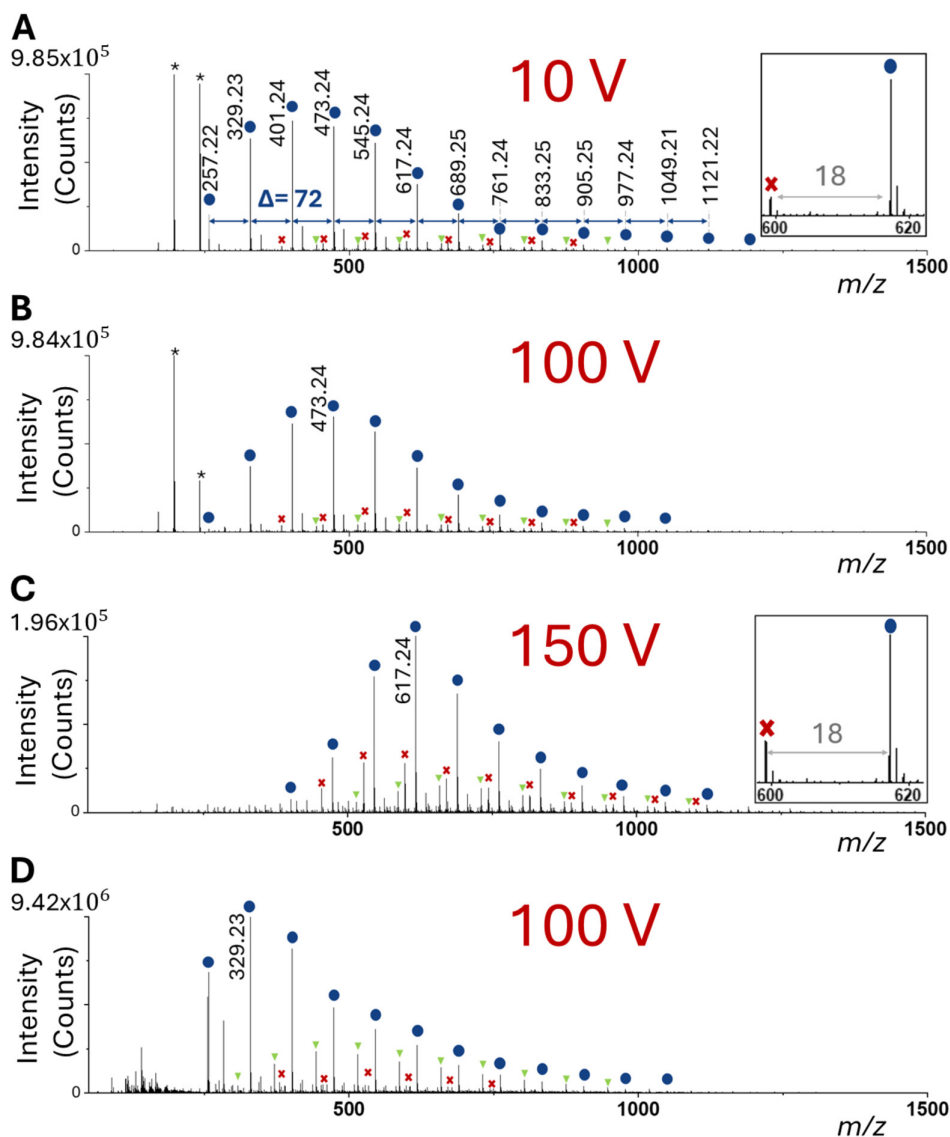 A
9.85x10⁵
Intensity
(Counts)
0
*
*
257.22
329.23
401.24
473.24
545.24
617.24
689.25
761.24
833.25
905.25
977.24
1049.21
1121.22
Δ= 72
10 V
18
600
620
500
1000
1500
m/z
B
9.84x10⁵
Intensity
(Counts)
0
*
*
473.24
100 V
500
1000
1500
m/z
C
1.96x10⁵
Intensity
(Counts)
0
617.24
150 V
18
600
620
500
1000
1500
m/z
D
9.42x10⁶
Intensity
(Counts)
0
329.23
100 V
500
1000
1500
m/z